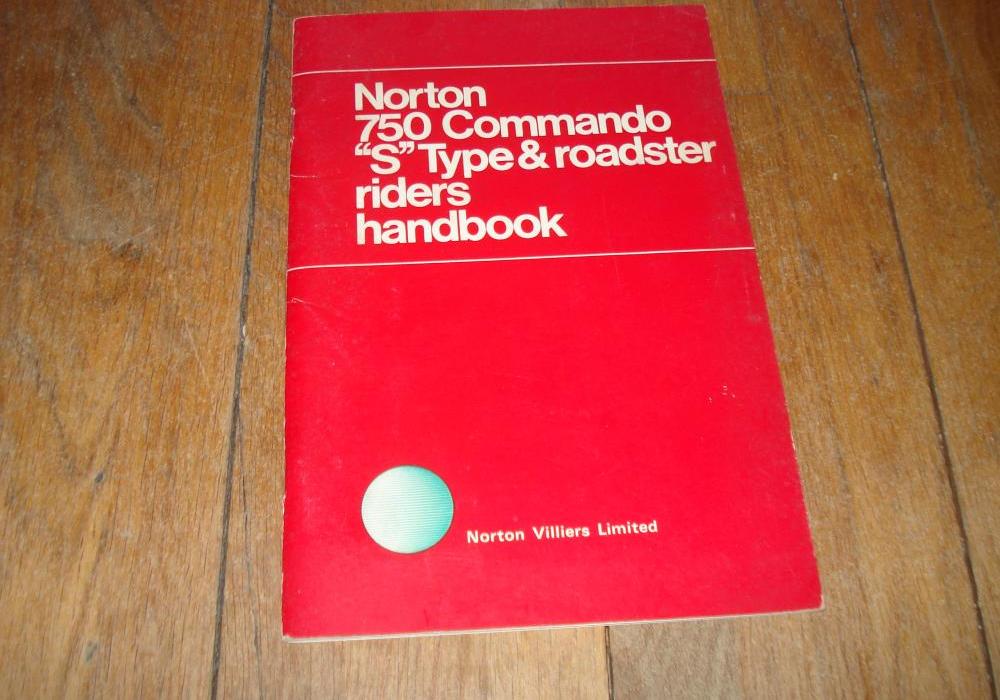 Norton
750 Commando
“S” Type & roadster
riders
handbook
Norton Villiers Limited